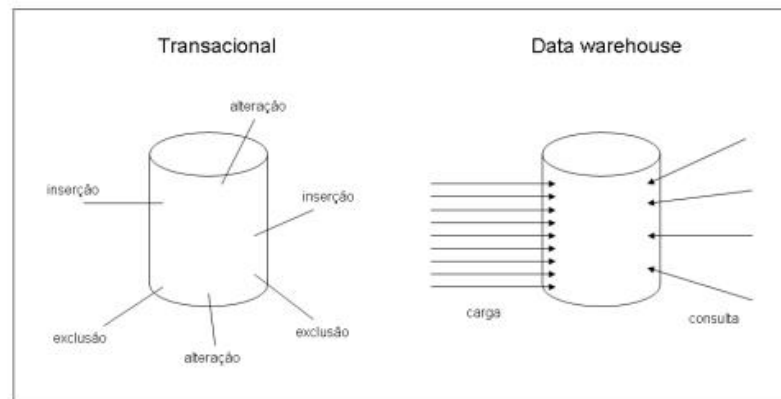 Transacional
Data warehouse
alteração
inserção
inserção
exclusão
alteração
exclusão
carga
consulta